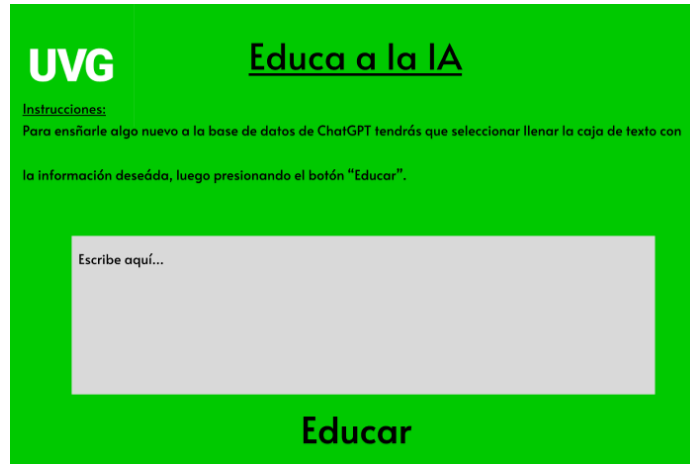 UVG
Educa a la IA
Instrucciones:
Para ensñarle algo nuevo a la base de datos de ChatGPT tendrás que seleccionar llenar la caja de texto con
la información deseáda, luego presionando el botón “Educar”.
Escribe aquí...
Educar